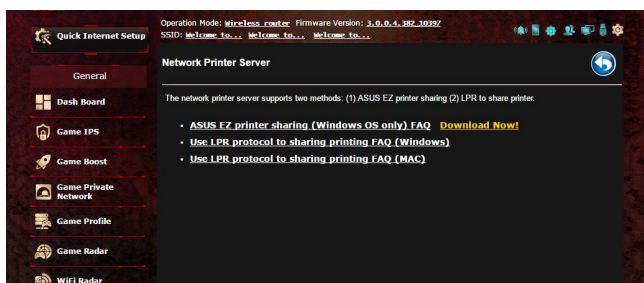 Quick Internet Setup
Operation Mode: Wireless router Firmware Version: 3.0.0.4.382_10397
SSID: Welcome to... Welcome to... Welcome to...
General
Dash Board
Game IPS
Game Boost
Game Private
Network
Game Profile
Game Radar
WiFi Radar
Network Printer Server
The network printer server supports two methods: (1) ASUS EZ printer sharing (2) LPR to share printer.
ASUS EZ printer sharing (Windows OS only) FAQ Download Now!
Use LPR protocol to sharing printing FAQ (Windows)
Use LPR protocol to sharing printing FAQ (MAC)